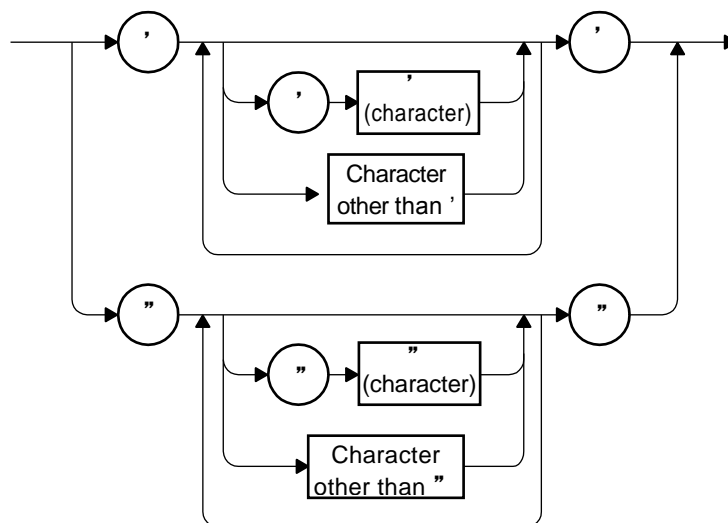 ’
’
’
’
(character)
Character
other than ’
”
”
”
”
(character)
Character
other than ”